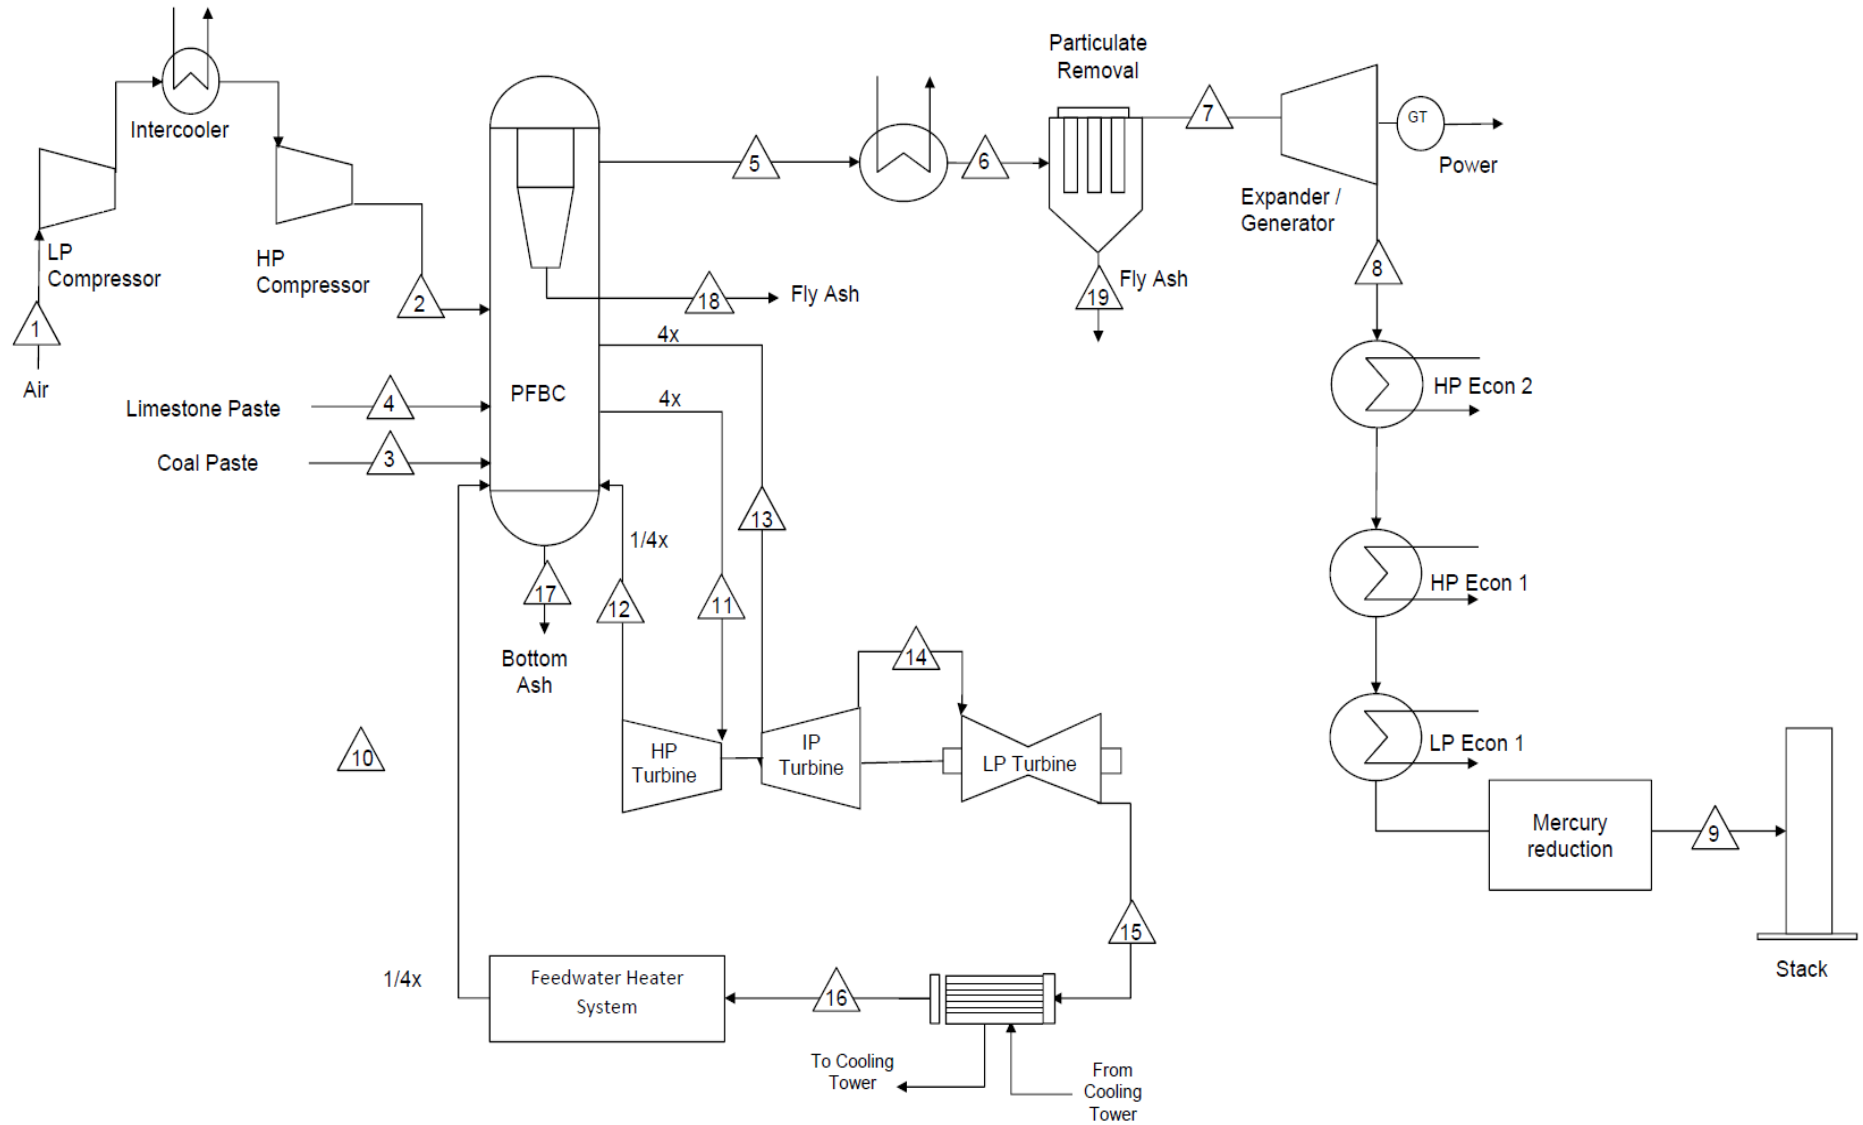 Particulate
Removal
Intercooler
7
GT
Power
5
6
Expander /
Generator
LP
Compressor
HP
Compressor
8
Fly Ash
19
Fly Ash
18
2
1
4x
Air
4
Limestone Paste
PFBC
4x
HP Econ 2
3
Coal Paste
13
1/4x
17
12
11
HP Econ 1
Bottom
Ash
14
10
HP
Turbine
IP
Turbine
LP Turbine
LP Econ 1
Mercury
reduction
9
15
Stack
1/4x
Feedwater Heater
System
16
To Cooling
Tower
From
Cooling
Tower